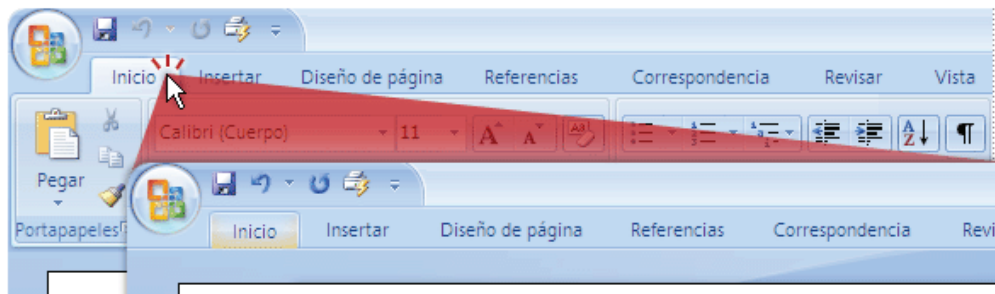 Inicio Insertar Diseño de página Referencias Correspondencia Revisar Vista
Calibri (Cuerpo) 11
Pegar
Portapapeles
Inicio Insertar Diseño de página Referencias Correspondencia Revi